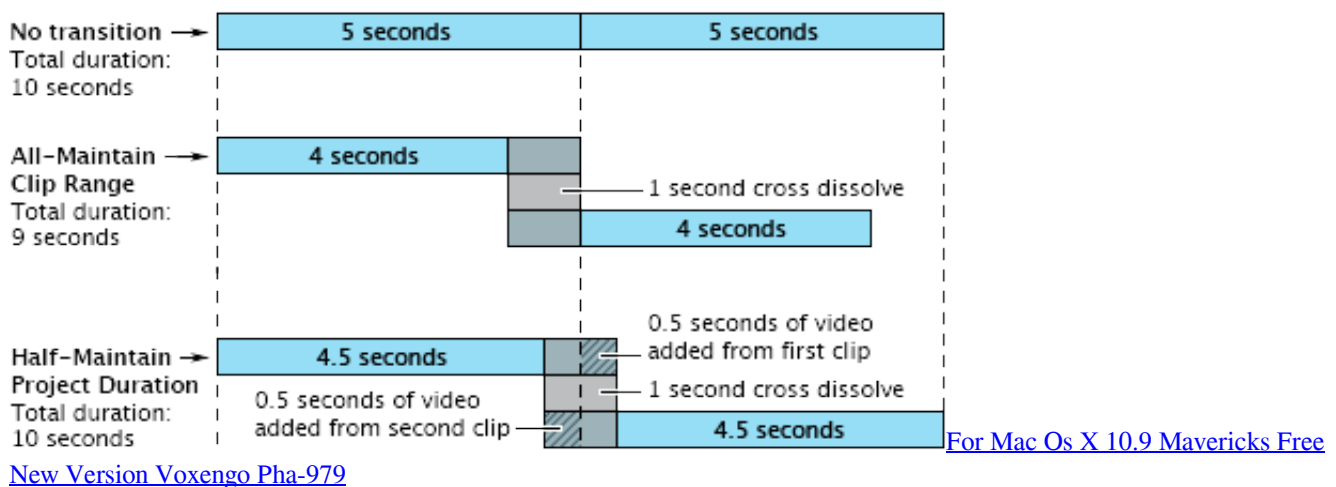 No transition
Total duration:
10 seconds
5 seconds
5 seconds
All-Maintain
Clip Range
Total duration:
9 seconds
4 seconds
1 second cross dissolve
4 seconds
Half-Maintain
Project Duration
Total duration:
10 seconds
4.5 seconds
0.5 seconds of video
added from first clip
1 second cross dissolve
0.5 seconds of video
added from second clip
4.5 seconds
For Mac Os X 10.9 Mavericks Free
New Version Voxengo Pha-979